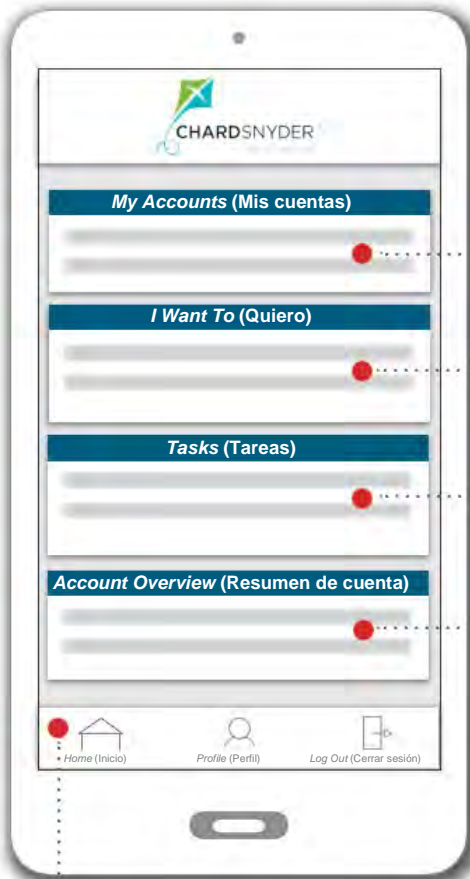 CHARDSNYDER
My Accounts (Mis cuentas)
I Want To (Quiero)
Tasks (Tareas)
Account Overview (Resumen de cuenta)
Home (Inicio) Profile (Perfil) Log Out (Cerrar sesión)